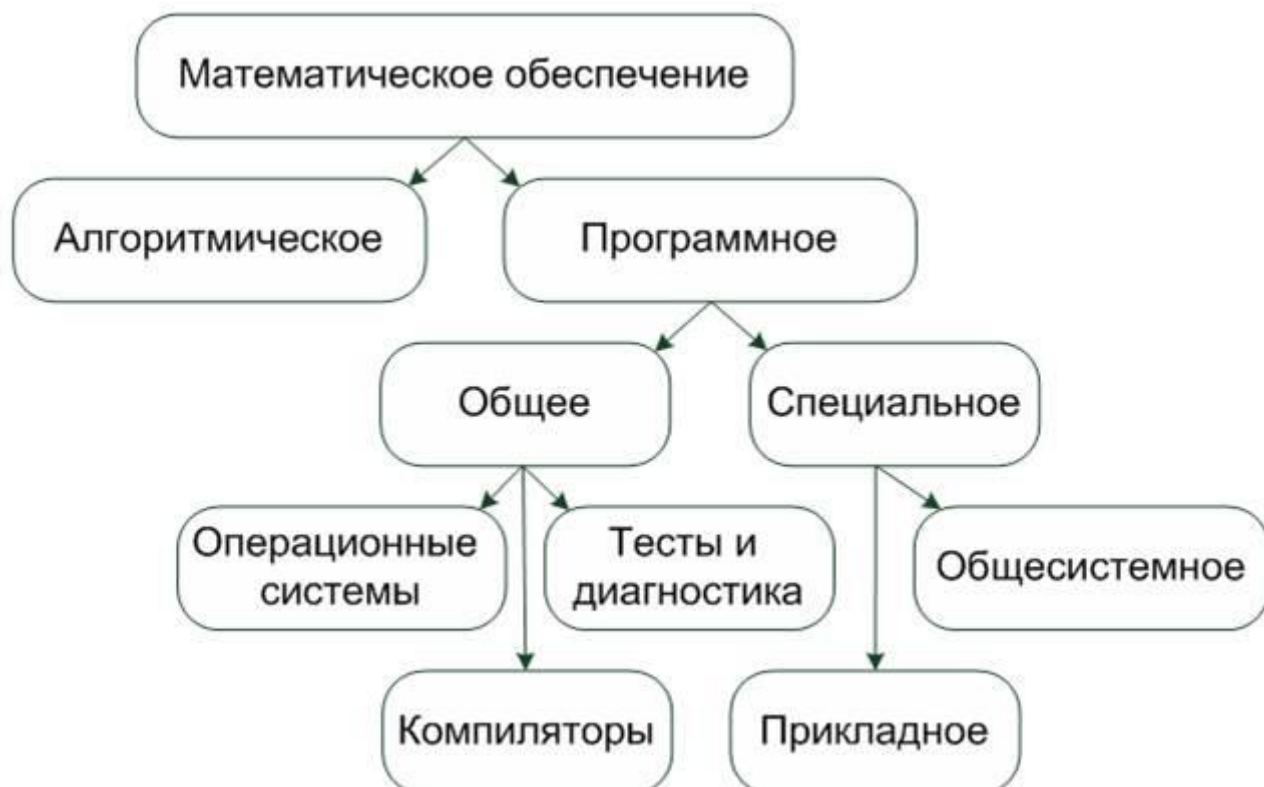 Математическое обеспечение
Алгоритмическое
Программное
Общее
Специальное
Операционные
системы
Тесты и
диагностика
Общесистемное
Компиляторы
Прикладное